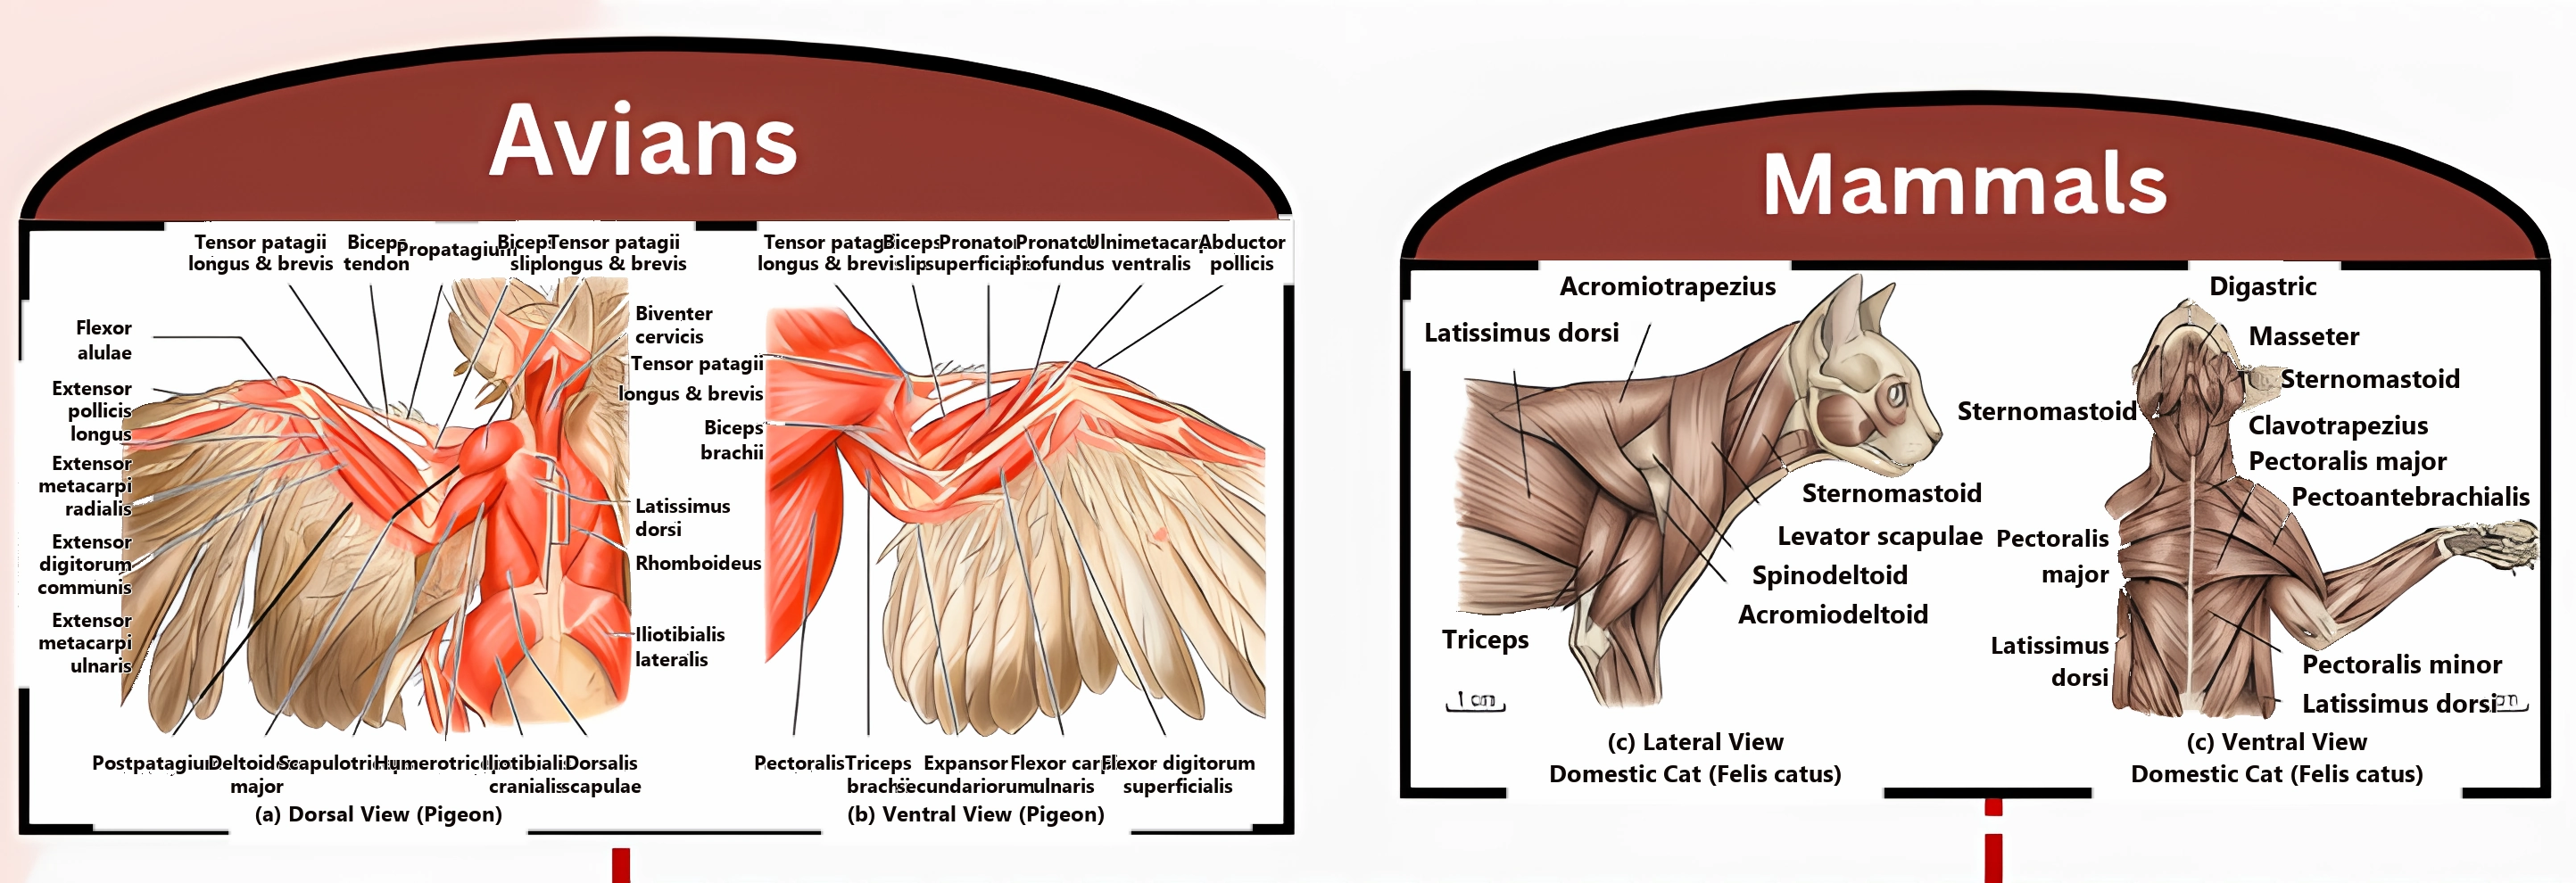 Avians
Tensor patagii
longus & brevis
Biceps
tendon
Propatagium
Biceps
slip
Tensor patagii
longus & brevis
Flexor
alulae
Extensor
pollicis
longus
Extensor
metacarpi
radialis
Extensor
digitorum
communis
Extensor
metacarpi
ulnaris
Biventer
cervicis
Latissimus
dorsi
Rhomboideus
Iliotibialis
lateralis
Postpatagium
Deltoideus
major
Iliotibialis
cranialis
Dorsalis
scapulae
(a) Dorsal View (Pigeon)
Tensor patagii
longus & brevis
Biceps
slip
Pronator
superficialis
Pronator
profundus
Ulnimetacarpalis
ventralis
Abductor
pollicis
Tensor patagii
longus & brevis
Biceps
brachii
Pectoralis
Triceps
Expansor
secundariorum
Flexor carpi
ulnaris
Flexor digitorum
superficialis
(b) Ventral View (Pigeon)
Mammals
Acromiotrapezius
Latissimus dorsi
Sternomastoid
Levator scapulae
Spinodeltoid
Acromiodeltoid
Triceps
1 cm
(c) Lateral View
Domestic Cat (Felis catus)
Digastric
Masseter
Sternomastoid
Sternomastoid
Clavotrapezius
Pectoralis major
Pectoantebrachialis
Pectoralis
major
Latissimus
dorsi
Pectoralis minor
Latissimus dorsi
(c) Ventral View
Domestic Cat (Felis catus)